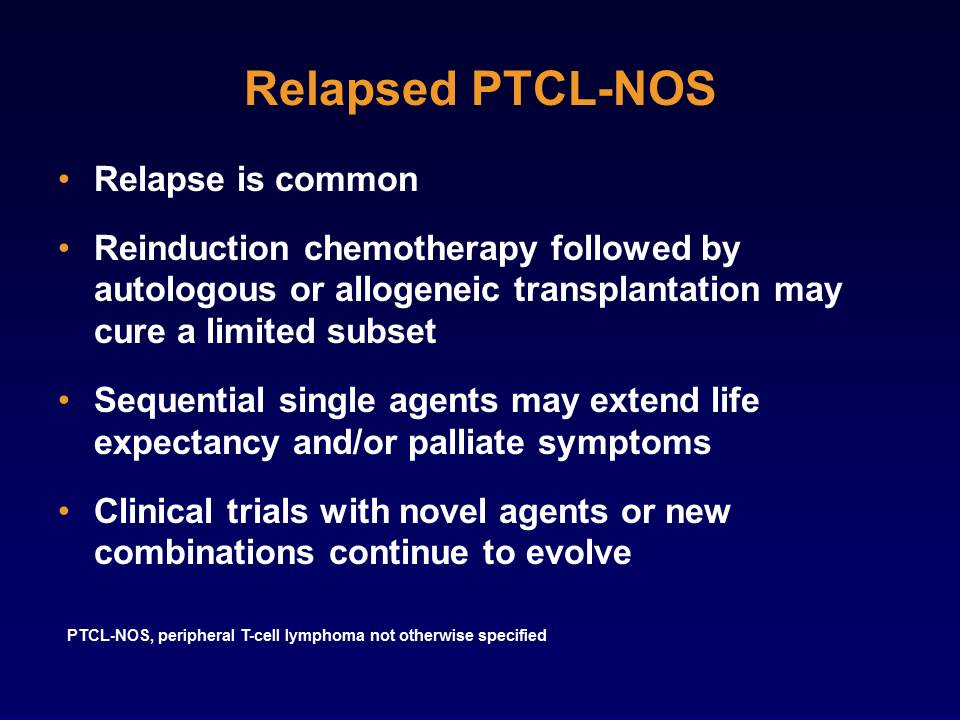 Relapsed PTCL-NOS
• Relapse is common
• Reinduction chemotherapy followed by
autologous or allogeneic transplantation may
cure a limited subset
• Sequential single agents may extend life
expectancy and/or palliate symptoms
• Clinical trials with novel agents or new
combinations continue to evolve
PTCL-NOS, peripheral T-cell lymphoma not otherwise specified